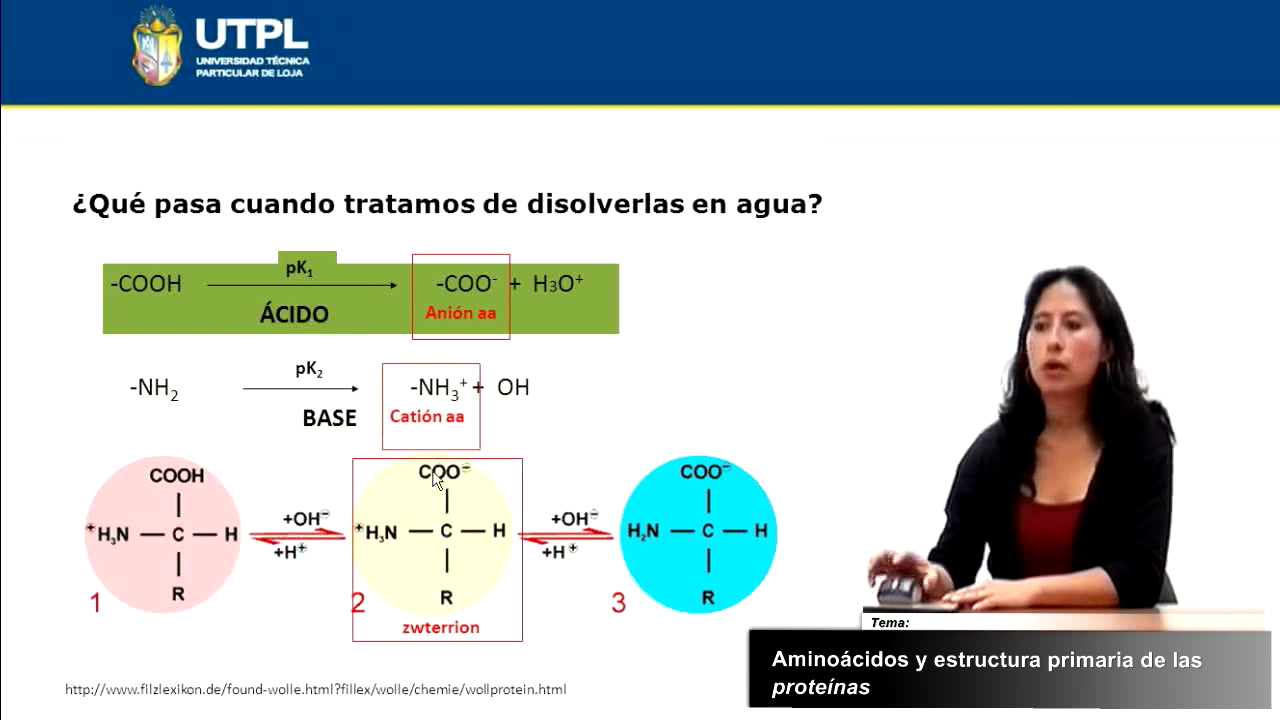 UTPL
UNIVERSIDAD TÉCNICA
PARTICULAR DE LOJA
¿Qué pasa cuando tratamos de disolverlas en agua?
-COOH pK₁ -COO⁻ + H₃O⁺
ÁCIDO Anión aa
-NH₂ pK₂ -NH₃⁺ + OH
BASE Catión aa
COOH COO⁻ COO⁻
+OH⁻ +OH⁻
⁺H₃N — C — H ⁺H₃N — C — H H₂N — C — H
+H⁺ +H⁺
R R R
1 2 3
zwterrion
Tema:
Aminoácidos y estructura primaria de las
proteínas
http://www.filzlexikon.de/found-wolle.html?fillex/wolle/chemie/wollprotein.html